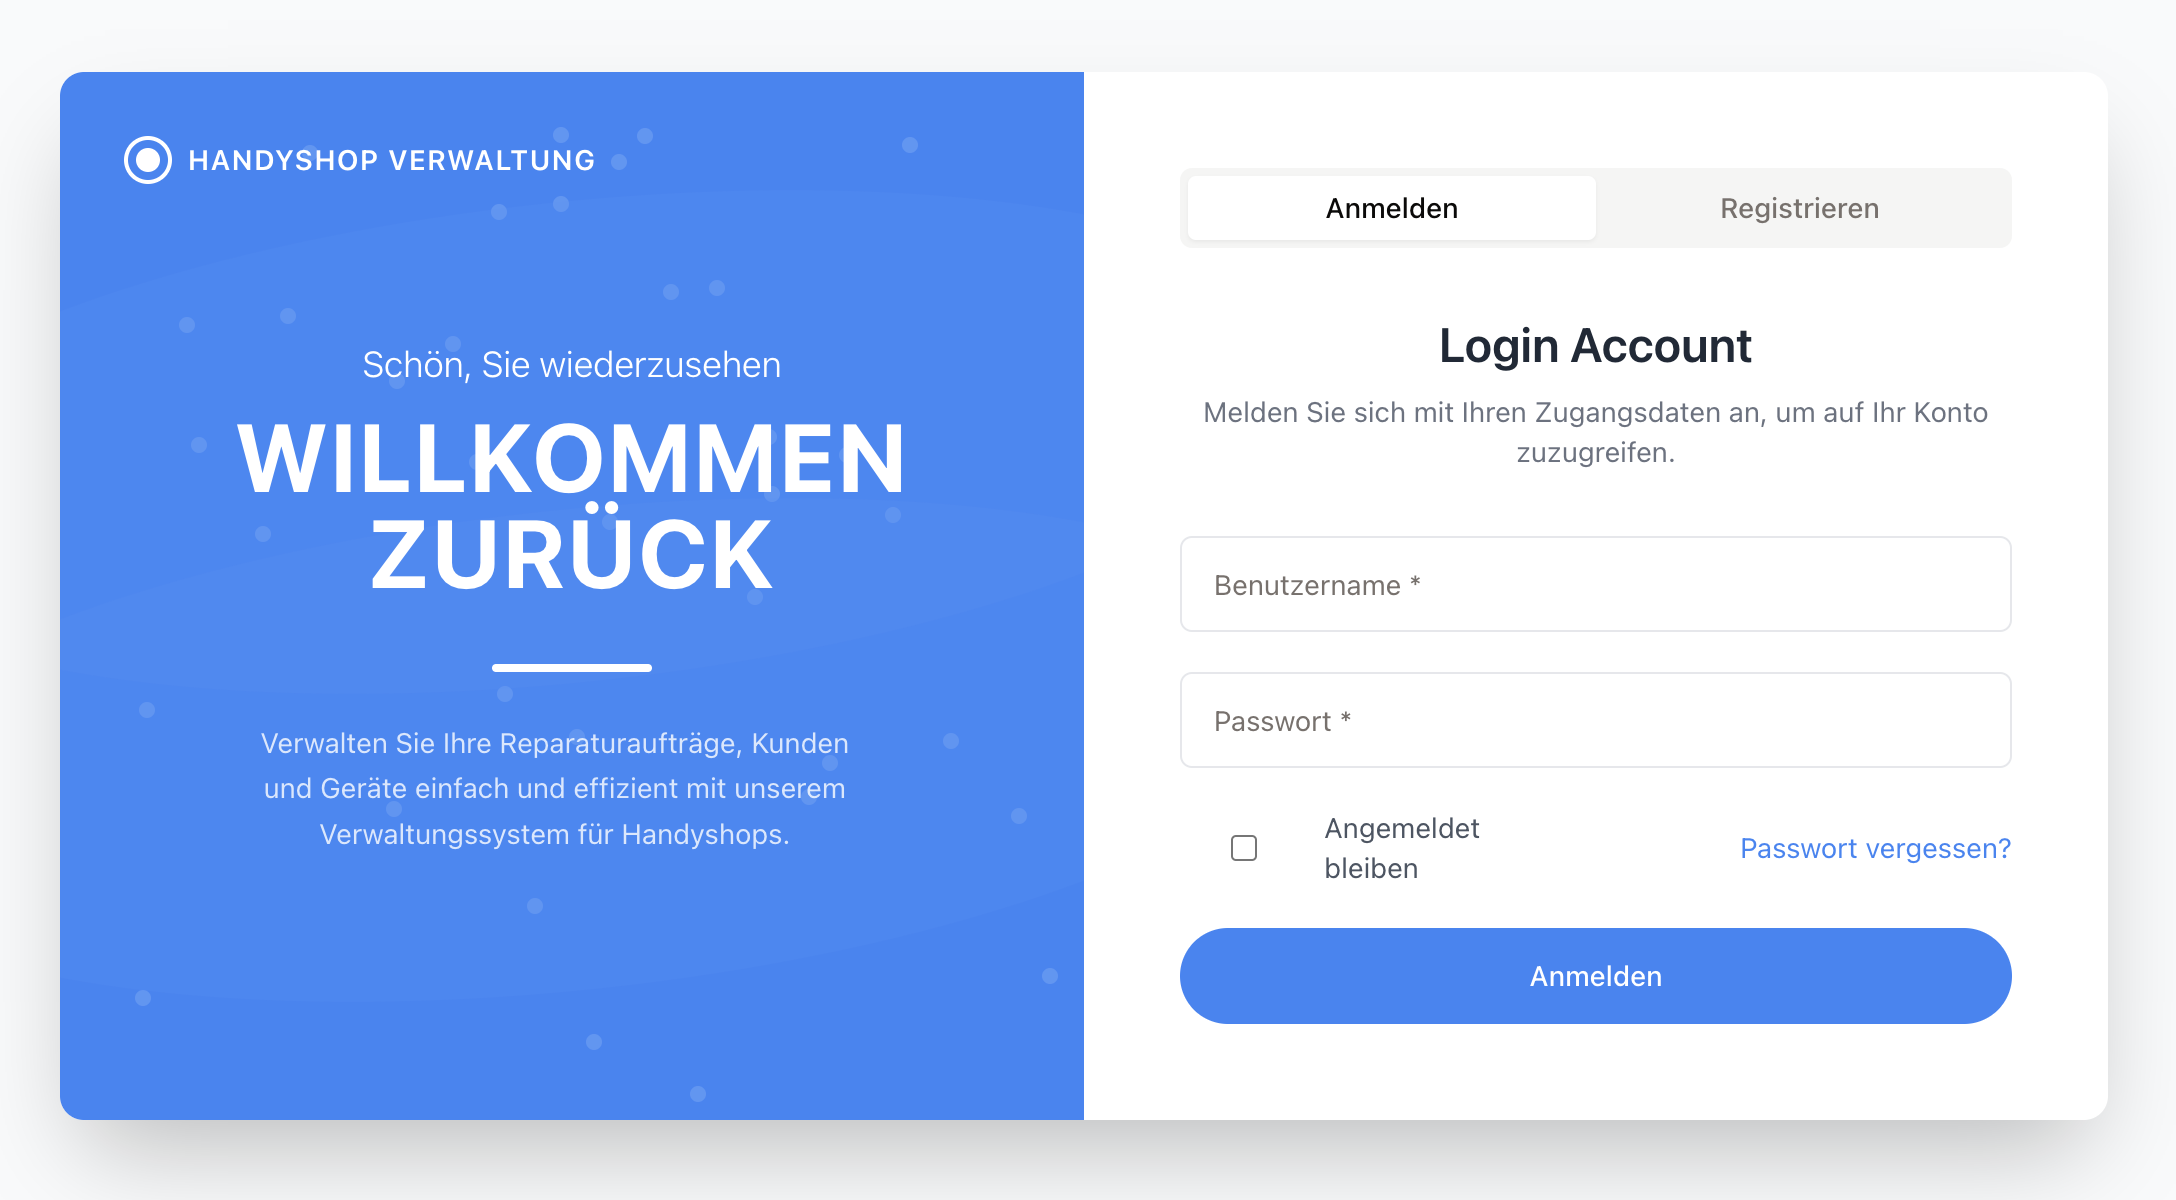 HANDYSHOP VERWALTUNG
Schön, Sie wiederzusehen
WILLKOMMEN
ZURÜCK
Verwalten Sie Ihre Reparaturaufträge, Kunden
und Geräte einfach und effizient mit unserem
Verwaltungssystem für Handyshops.
Anmelden
Registrieren
Login Account
Melden Sie sich mit Ihren Zugangsdaten an, um auf Ihr Konto
zuzugreifen.
Benutzername *
Passwort *
Angemeldet
bleiben
Passwort vergessen?
Anmelden